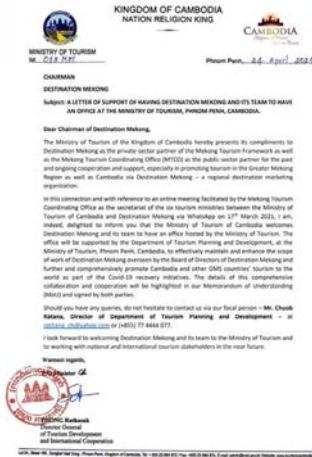 KINGDOM OF CAMBODIA
NATION RELIGION KING
CAMBODIA
MINISTRY OF TOURISM
Phnom Penh, 26 April 2021
CHAIRMAN
DESTINATION MEKONG
Subject: A LETTER OF SUPPORT OF HAVING DESTINATION MEKONG AND ITS TEAM TO HAVE
AN OFFICE AT THE MINISTRY OF TOURISM, PHNOM PENH, CAMBODIA.
Dear Chairman of Destination Mekong,
The Ministry of Tourism of the Kingdom of Cambodia hereby presents its compliments to
Destination Mekong as the private-sector partner of the Mekong Tourism Framework as well
as the Mekong Tourism Coordinating Office (MTCO) as the public-sector partner for the past
and ongoing cooperation and support, especially in promoting tourism in the Greater Mekong
Region as well as Cambodia via Destination Mekong – a regional destination marketing
organization.
In this connection and with reference to an online meeting facilitated by the Mekong Tourism
Coordinating Office as the secretariat of the six tourism ministries between the Ministry of
Tourism of Cambodia and Destination Mekong via WhatsApp on 17th March 2021, I am,
indeed, delighted to inform you that the Ministry of Tourism of Cambodia welcomes
Destination Mekong and its team to have an office hosted by the Ministry of Tourism. The
office will be supported by the Department of Tourism Planning and Development, at the
Ministry of Tourism, Phnom Penh, Cambodia, to effectively maintain and enhance the scope
of work of Destination Mekong overseen by the Board of Directors of Destination Mekong and
further and comprehensively promote Cambodia and other GMS countries' tourism to the
world as part of the Covid-19 recovery initiatives. The details of this comprehensive
collaboration and cooperation will be highlighted in our Memorandum of Understanding
(MoU) and signed by both parties.
Should you have any queries, do not hesitate to contact us via our focal person – Mr. Chuob
Ratana, Director of Department of Tourism Planning and Development – at
ratana_ch@yahoo.com or (+855) 77 4444 077.
I look forward to welcoming Destination Mekong and its team to the Ministry of Tourism and
to working with national and international tourism stakeholders in the near future.
Warmest regards,
Minister
Rathasak
Director General
of Tourism Development
and International Cooperation